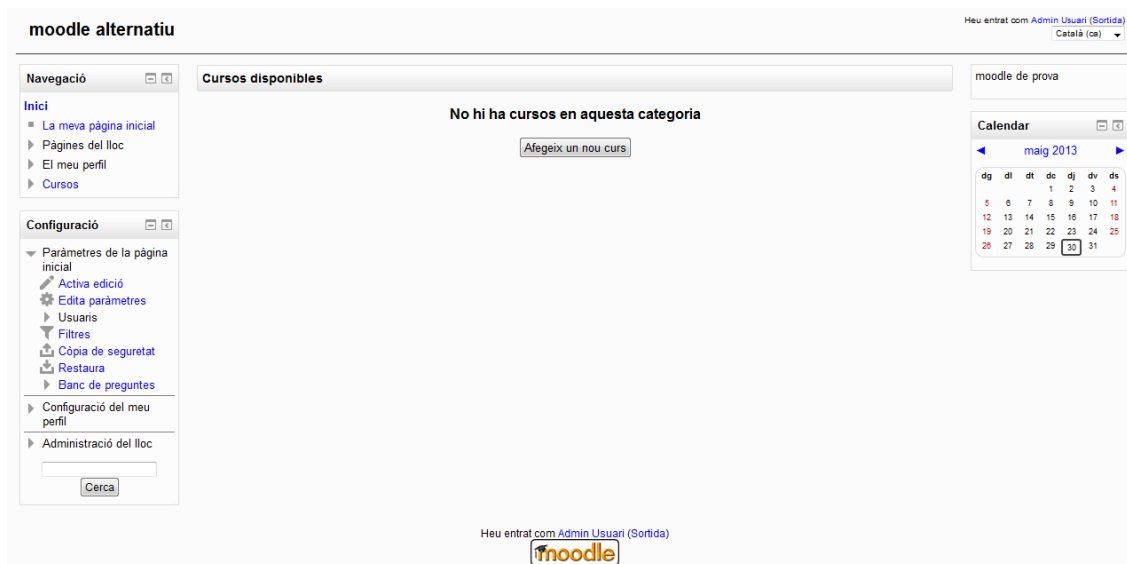 moodle alternatiu
Heu entrat com Admin Usuari (Sortida)
Català (ca)
Navegació
Inici
La meva pàgina inicial
Pàgines del lloc
El meu perfil
Cursos
Configuració
Paràmetres de la pàgina
inicial
Activa edició
Edita paràmetres
Usuaris
Filtres
Còpia de seguretat
Restaura
Banc de preguntes
Configuració del meu
perfil
Administració del lloc
Cerca
Cursos disponibles
No hi ha cursos en aquesta categoria
Afegeix un nou curs
moodle de prova
Calendar
maig 2013
dg dl dt dc dj dv ds
1 2 3 4
5 6 7 8 9 10 11
12 13 14 15 16 17 18
19 20 21 22 23 24 25
26 27 28 29 30 31
Heu entrat com Admin Usuari (Sortida)
moodle